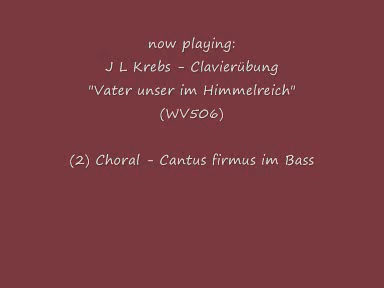 now playing:
J L Krebs - Clavierübung
"Vater unser im Himmelreich"
(WV506)
(2) Choral - Cantus firmus im Bass